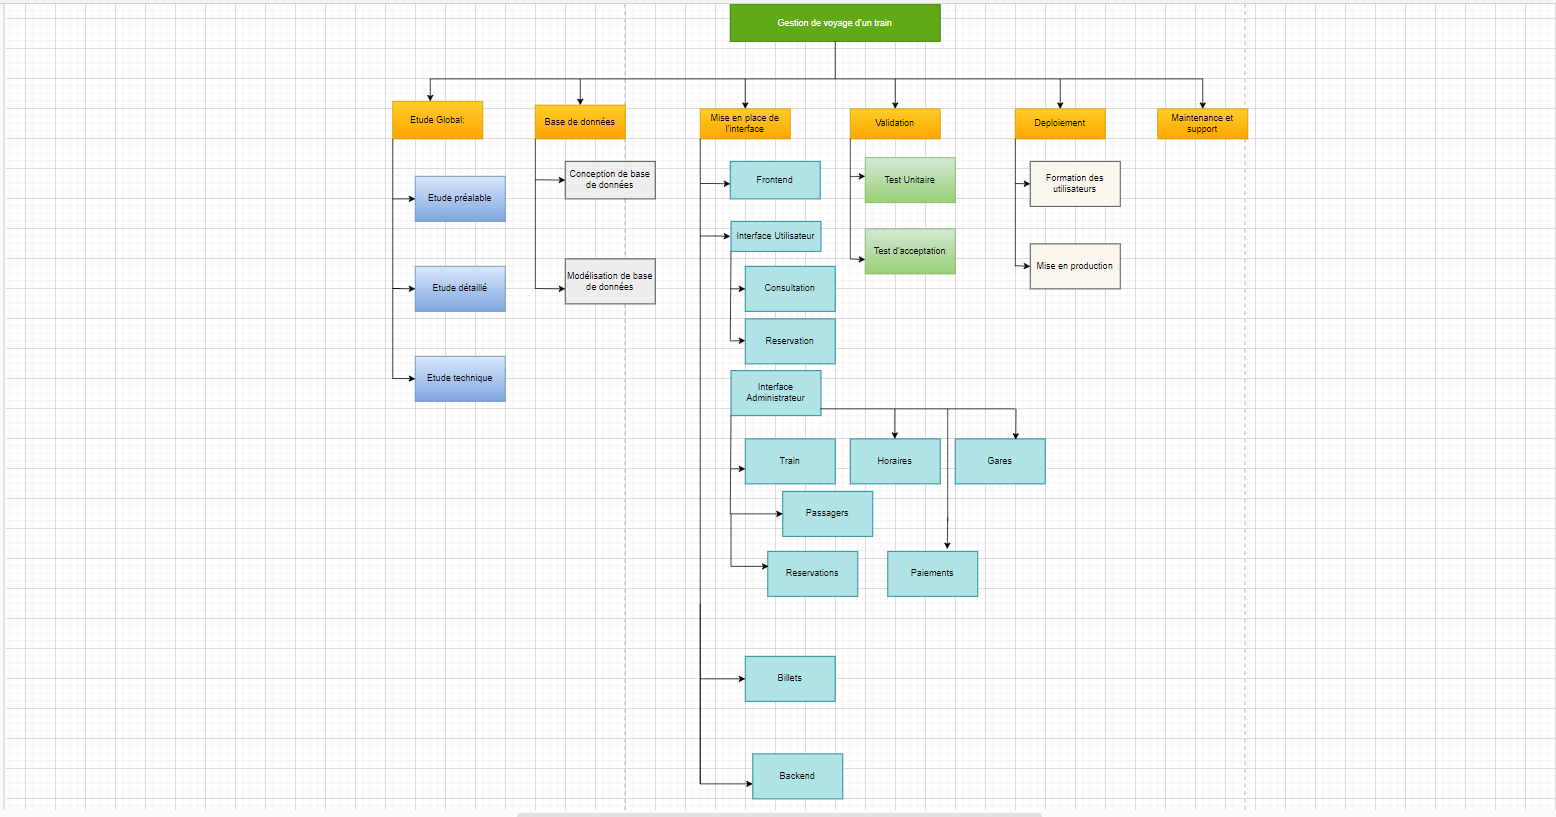 Gestion de voyage d'un train
Etude Global:
Base de données
Mise en place de
l'interface
Validation
Deploiement
Maintenance et
support
Etude préalable
Etude détaillé
Etude technique
Conception de base
de données
Modélisation de base
de données
Frontend
Interface Utilisateur
Consultation
Reservation
Interface
Administrateur
Train
Horaires
Gares
Passagers
Reservations
Paiements
Billets
Backend
Test Unitaire
Test d'acceptation
Formation des
utilisateurs
Mise en production